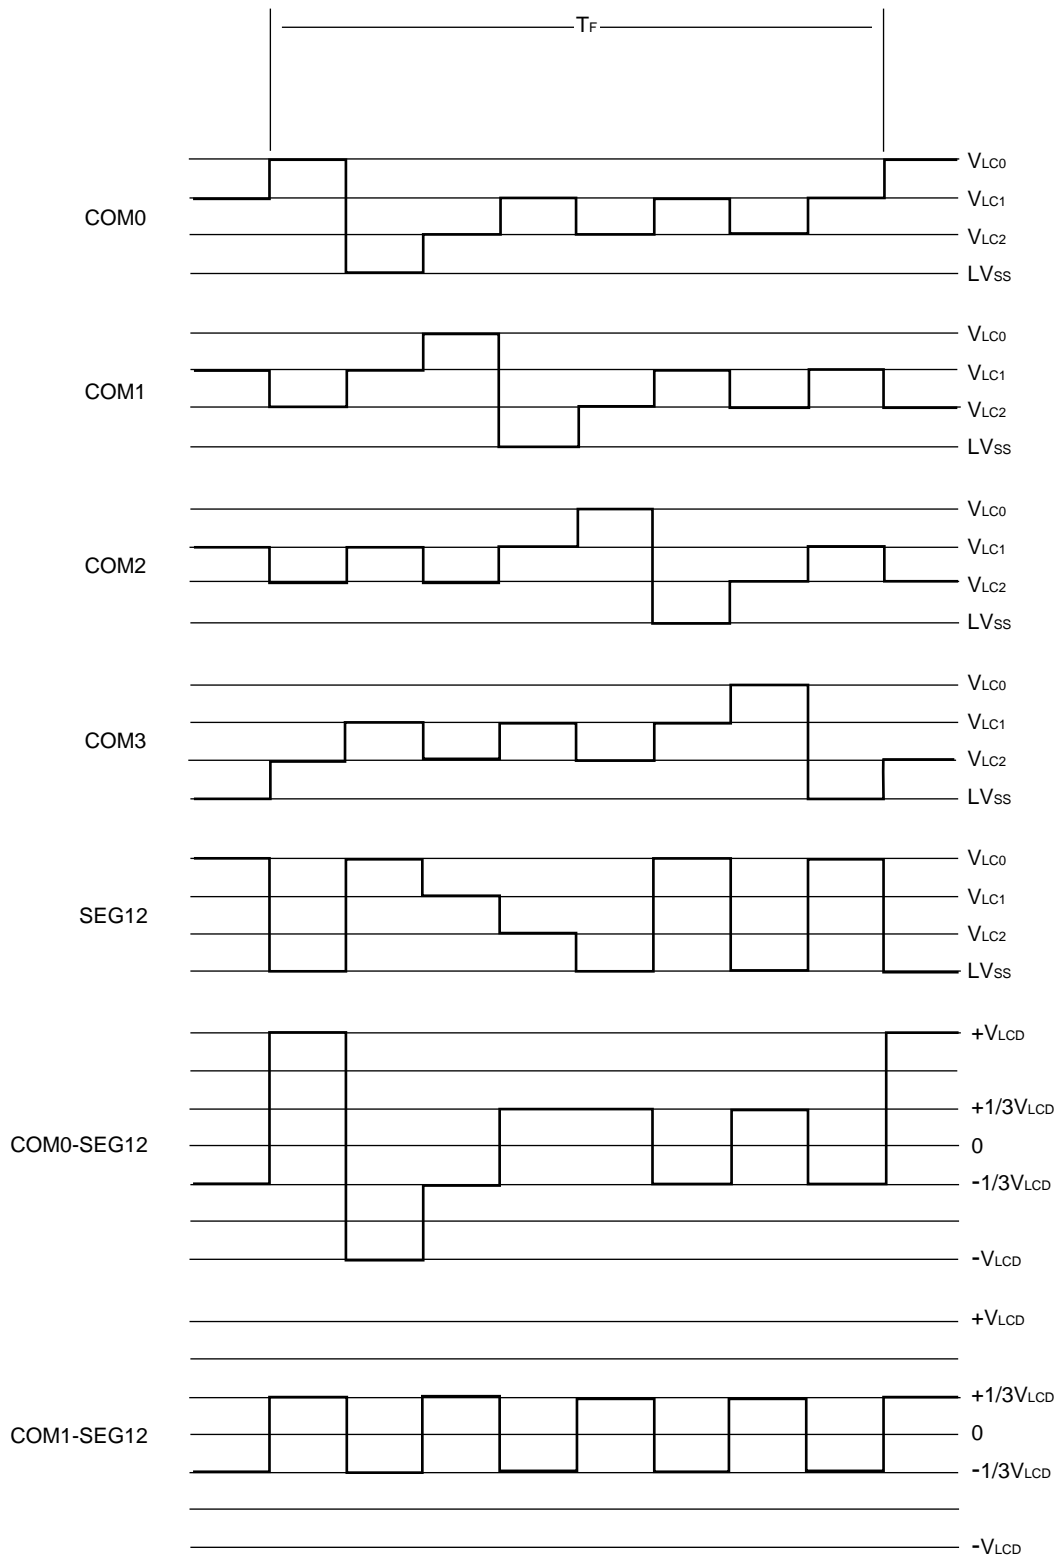 TF
VLC0
VLC1
COM0
VLC2
LVSS
VLC0
VLC1
COM1
VLC2
LVSS
VLC0
VLC1
COM2
VLC2
LVSS
VLC0
VLC1
COM3
VLC2
LVSS
VLC0
VLC1
SEG12
VLC2
LVSS
+VLCD
+1/3VLCD
COM0-SEG12
0
-1/3VLCD
-VLCD
+VLCD
+1/3VLCD
COM1-SEG12
0
-1/3VLCD
-VLCD